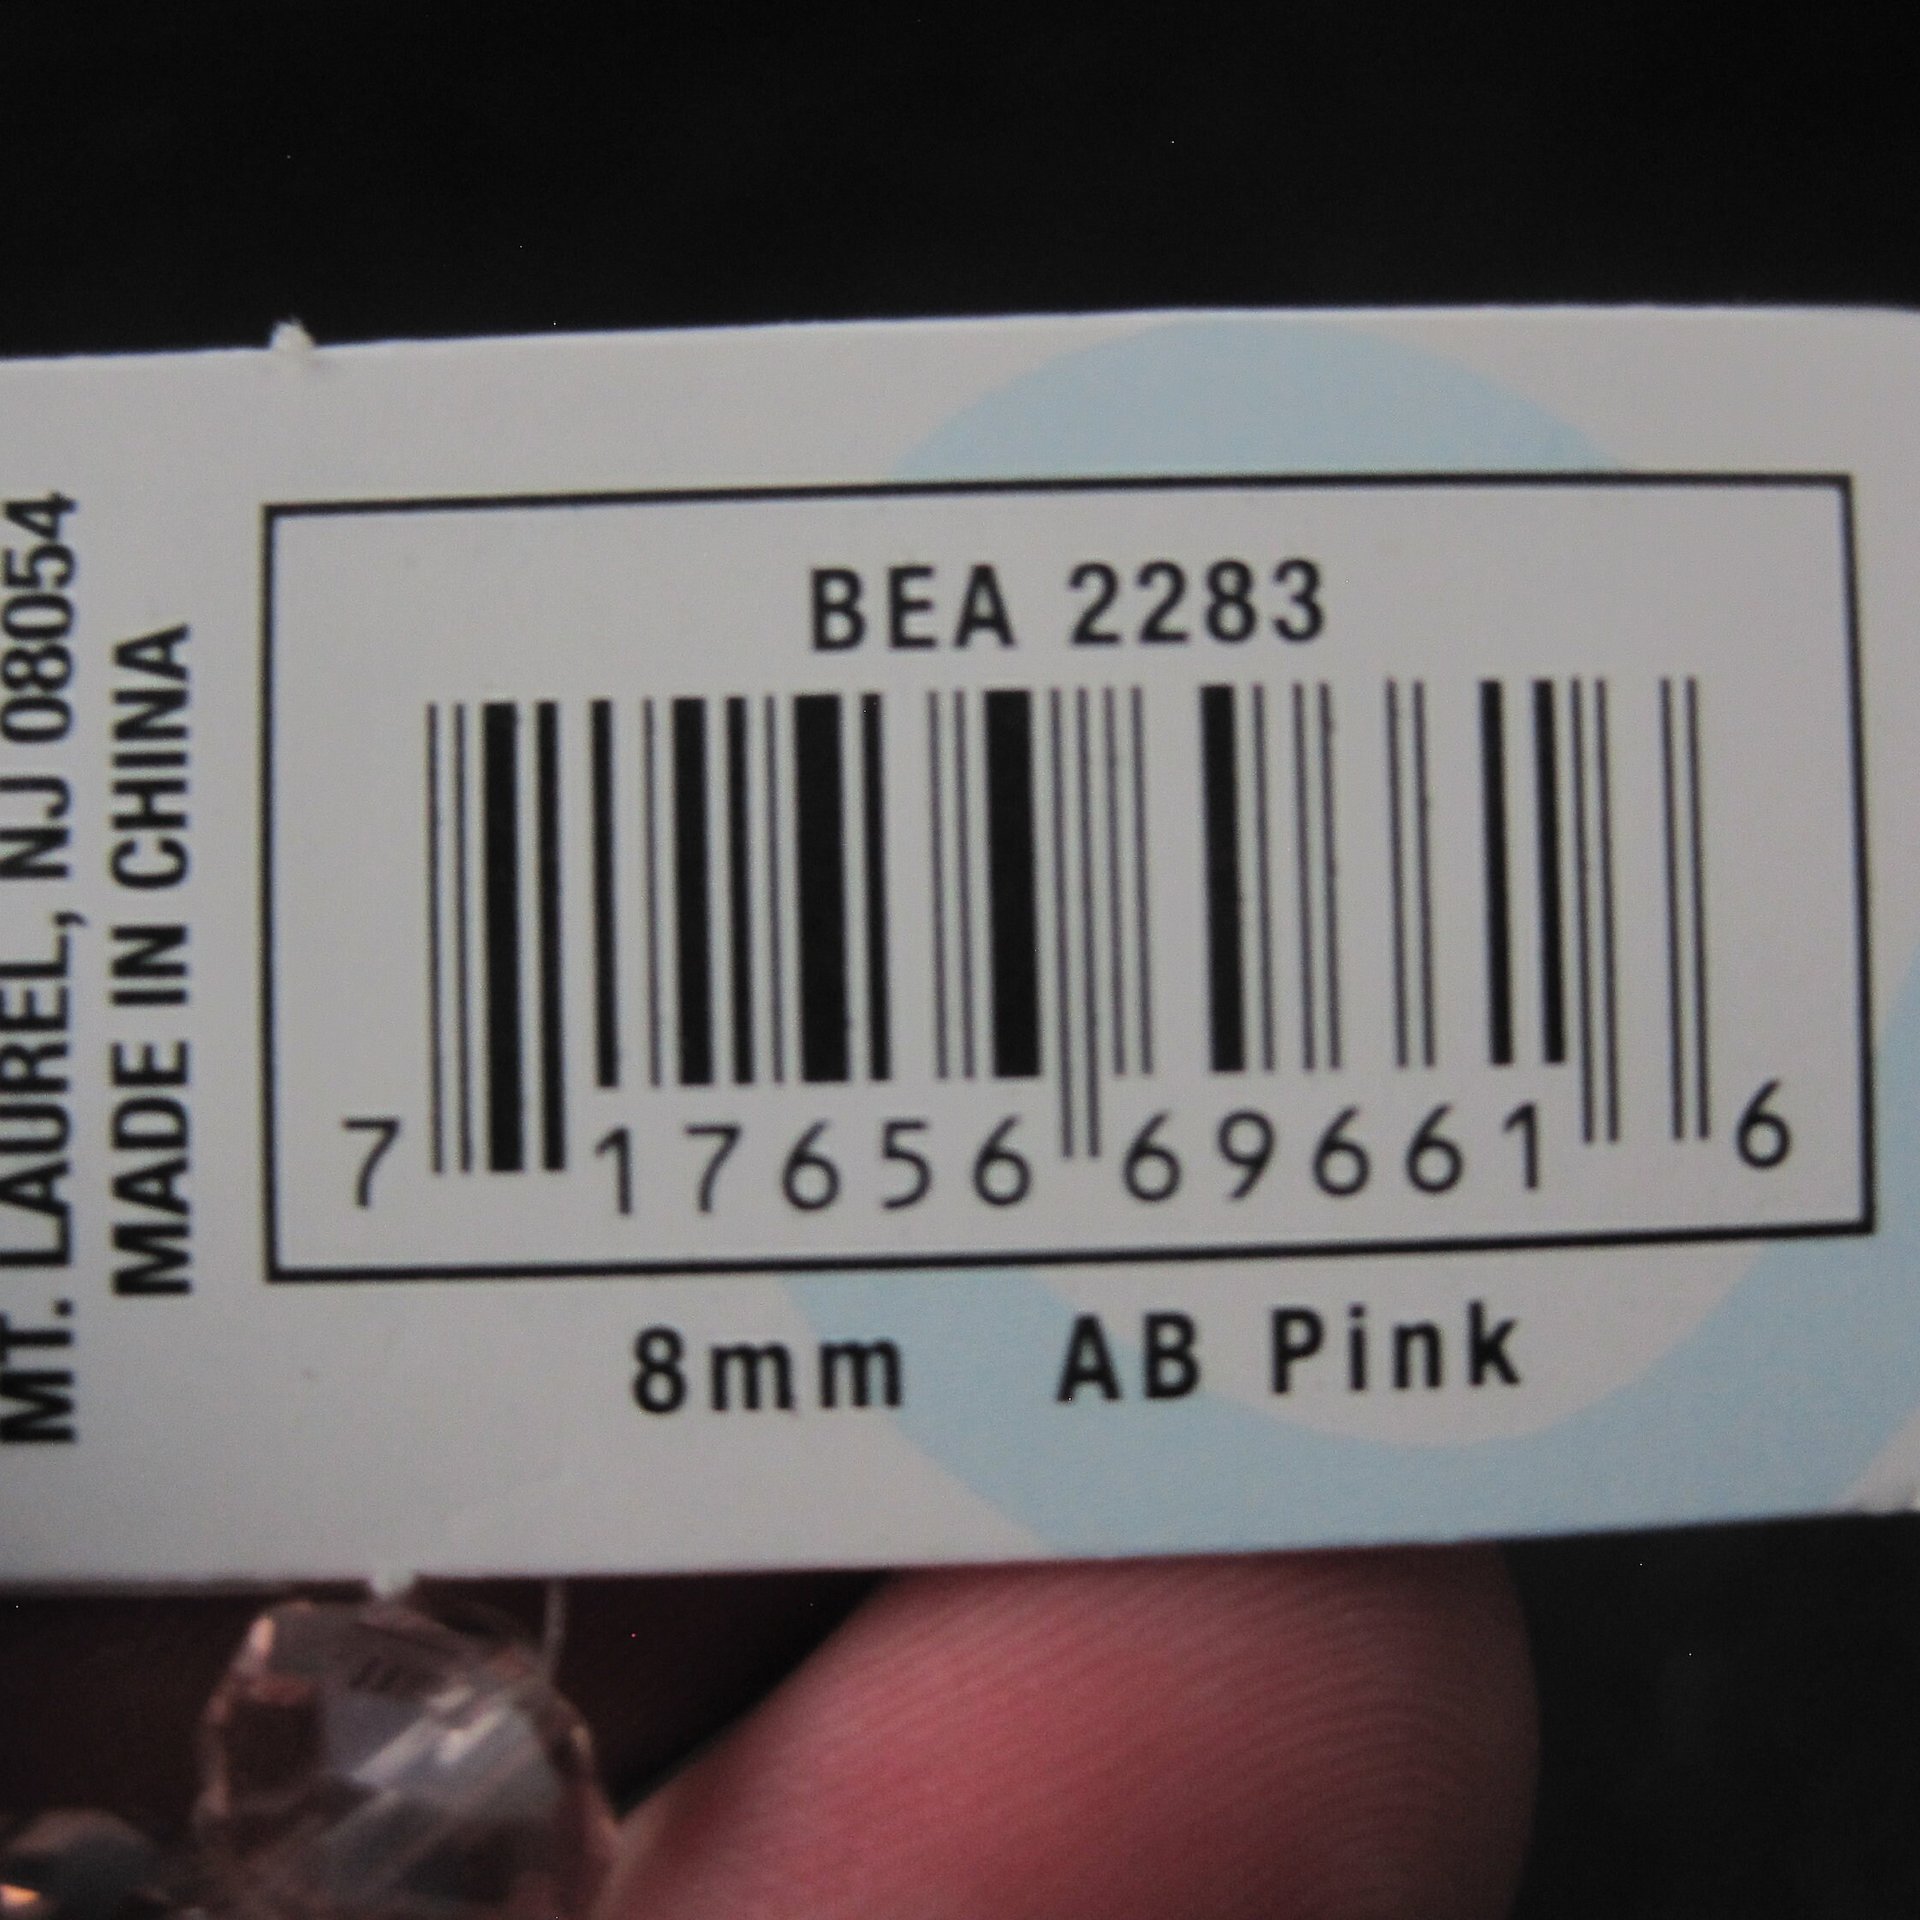 MT. LAUREL, NJ 08054
MADE IN CHINA
BEA 2283
7 17656 69661 6
8mm AB Pink